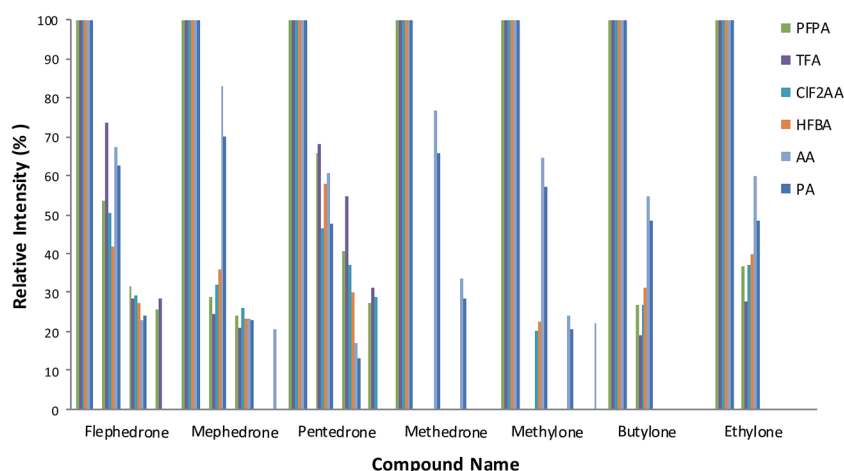 Relative Intensity (% )
100
90
80
70
60
50
40
30
20
10
0
Flephedrone Mephedrone Pentedrone Methedrone Methylone Butylone Ethylone
Compound Name
PFPA
TFA
ClF2AA
HFBA
AA
PA